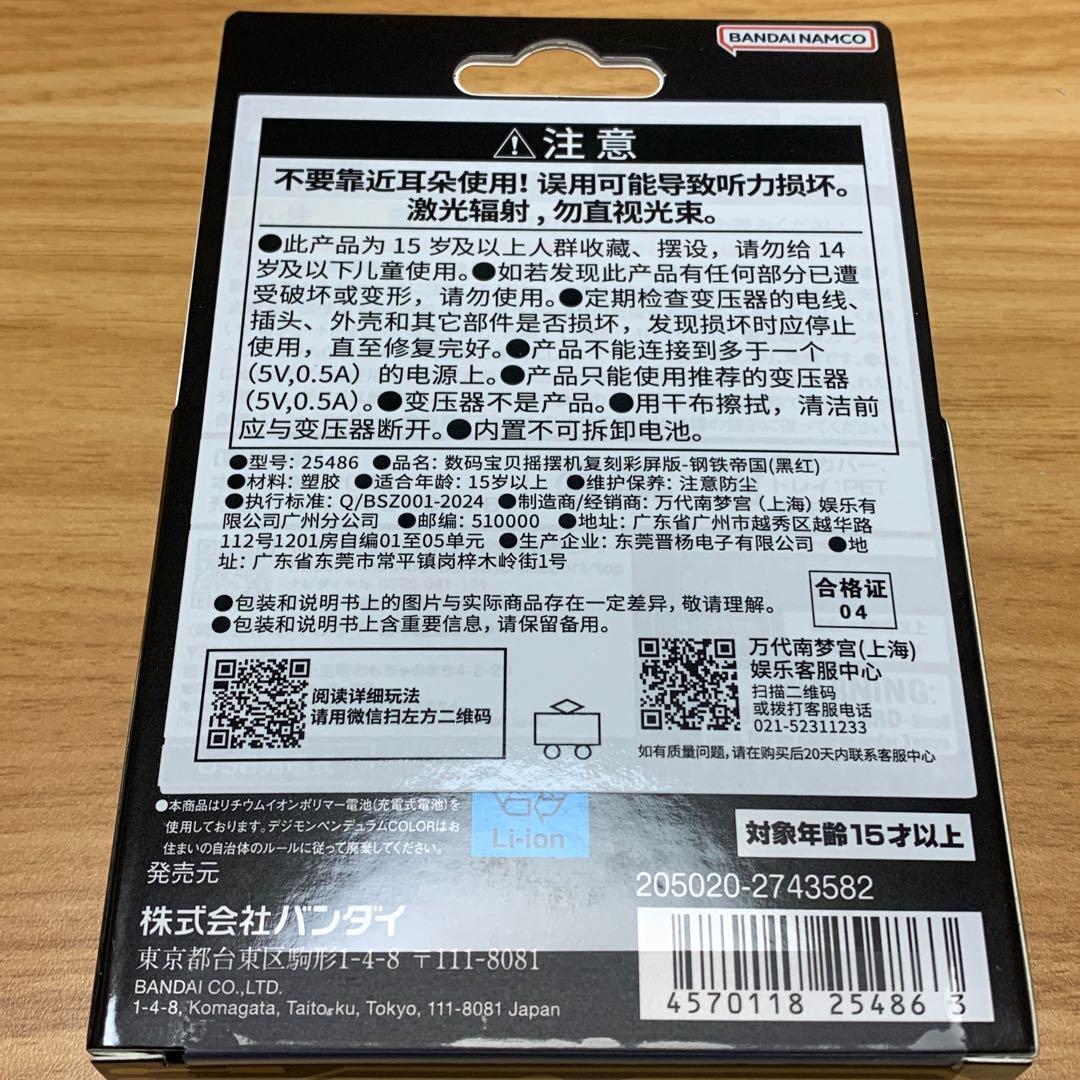 BANDAI NAMCO
注意
不要靠近耳朵使用!误用可能导致听力损坏。
激光辐射,勿直视光束。
●此产品为 15 岁及以上人群收藏、摆设,请勿给 14
岁及以下儿童使用。●如若发现此产品有任何部分已遭
受破坏或变形,请勿使用。●定期检查变压器的电线、
插头、外壳和其它部件是否损坏,发现损坏时应停止
使用,直至修复完好。●产品不能连接到多于一个
(5V,0.5A)的电源上。●产品只能使用推荐的变压器
(5V,0.5A)。●变压器不是产品。●用干布擦拭,清洁前
应与变压器断开。●内置不可拆卸电池。
●型号: 25486 ●品名: 数码宝贝摇摆机复刻彩屏版-钢铁帝国(黑红)
●材料: 塑胶 ●适合年龄: 15岁以上 ●维护保养: 注意防尘
●执行标准: Q/BSZ001-2024 ●制造商/经销商: 万代南梦宫(上海)娱乐有
限公司广州分公司 ●邮编: 510000 ●地址: 广东省广州市越秀区越华路
112号1201房自编01至05单元 ●生产企业: 东莞晋杨电子有限公司 ●地
址: 广东省东莞市常平镇岗梓木岭街1号
●包装和说明书上的图片与实际商品存在一定差异,敬请理解。
●包装和说明书上含重要信息,请保留备用。
合格证
04
阅读详细玩法
请用微信扫左方二维码
万代南梦宫(上海)
娱乐客服中心
扫描二维码
或拨打客服电话
021-52311233
如有质量问题,请在购买后20天内联系客服中心
●本商品はリチウムイオンポリマー電池(充電式電池)を
使用しております。デジモンペンデュラムCOLORはお
住まいの自治体のルールに従って廃棄してください。
Li-ion
対象年齢15才以上
発売元
株式会社バンダイ
東京都台東区駒形1-4-8 〒111-8081
BANDAI CO.,LTD.
1-4-8, Komagata, Taito-ku, Tokyo, 111-8081 Japan
205020-2743582
4570118 25486 3